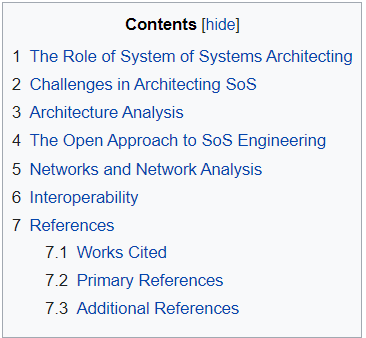 Contents [hide]
1 The Role of System of Systems Architecting
2 Challenges in Architecting SoS
3 Architecture Analysis
4 The Open Approach to SoS Engineering
5 Networks and Network Analysis
6 Interoperability
7 References
7.1 Works Cited
7.2 Primary References
7.3 Additional References